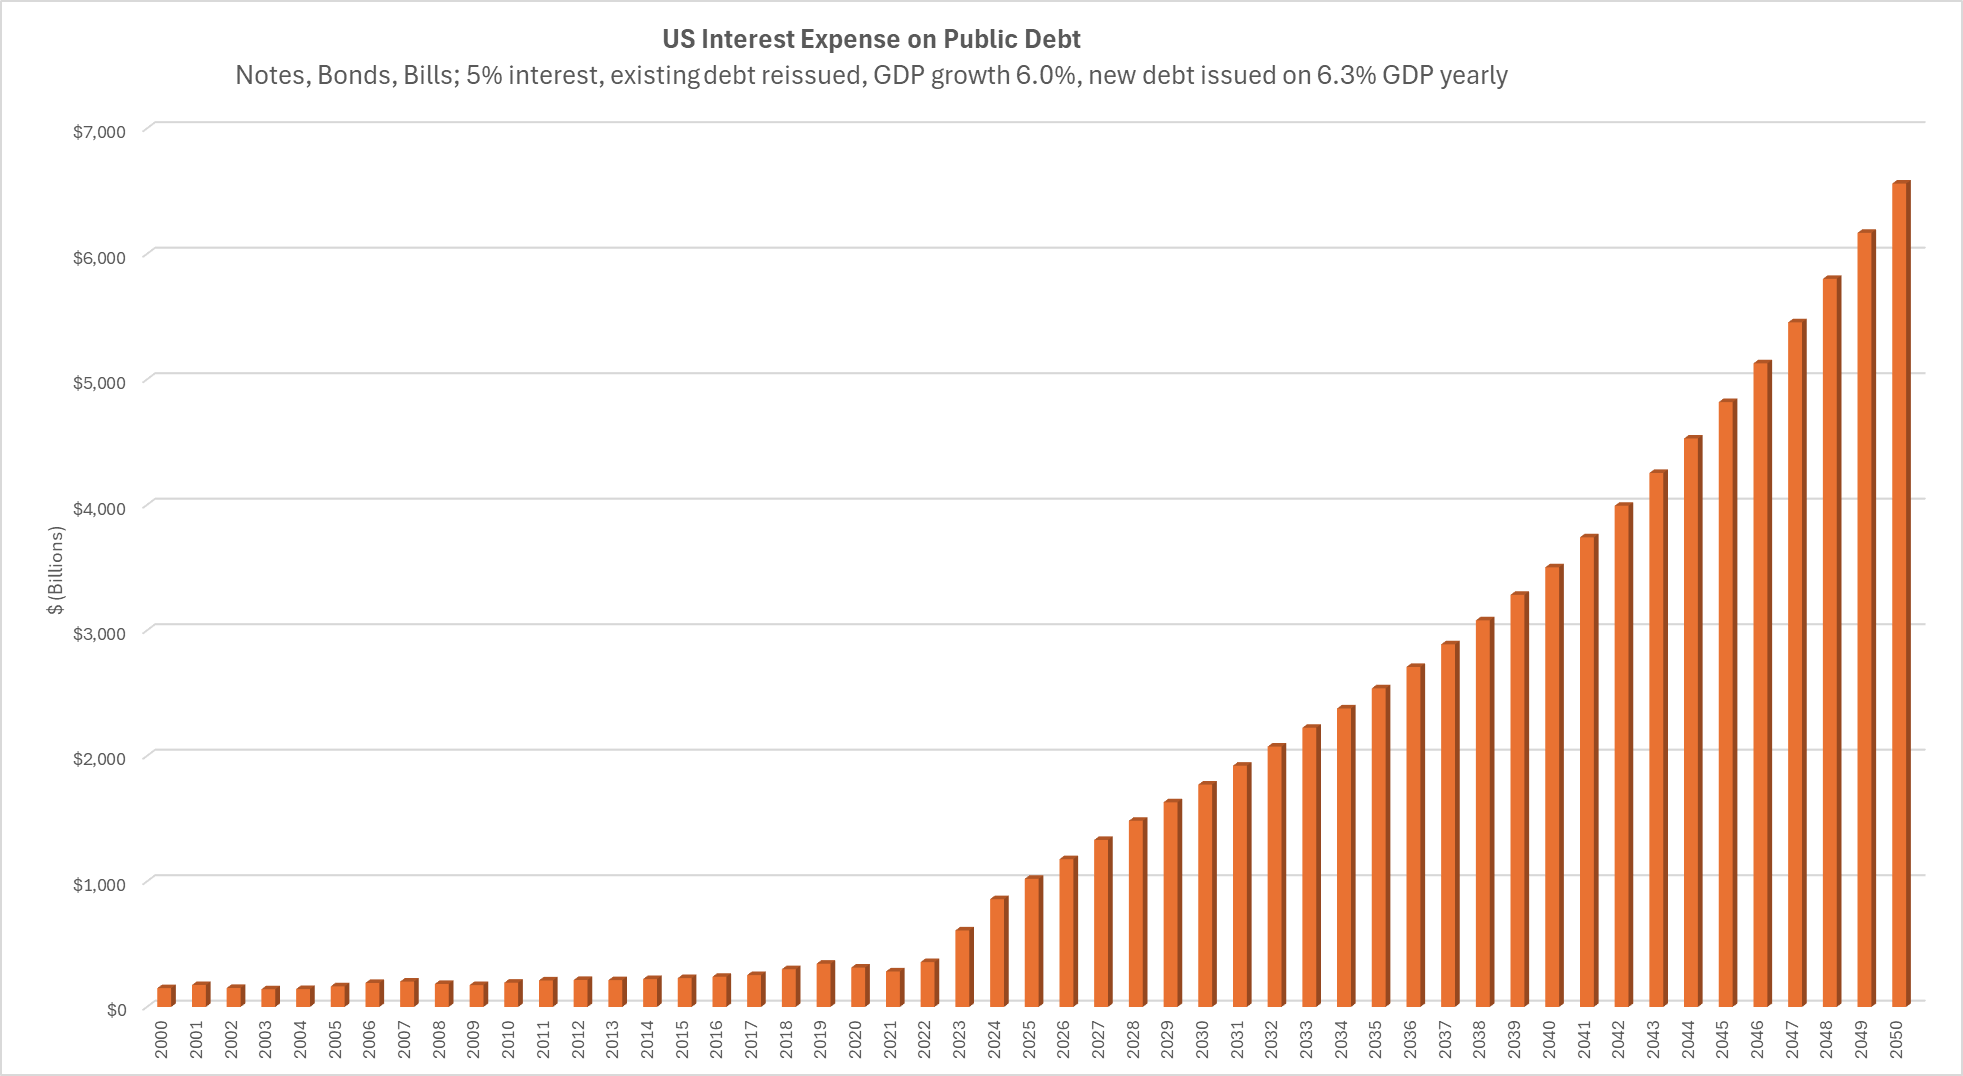 US Interest Expense on Public Debt
Notes, Bonds, Bills; 5% interest, existing debt reissued, GDP growth 6.0%, new debt issued on 6.3% GDP yearly
$7,000
$6,000
$5,000
$4,000
$3,000
$2,000
$1,000
$0
$ (Billions)
2000 2001 2002 2003 2004 2005 2006 2007 2008 2009 2010 2011 2012 2013 2014 2015 2016 2017 2018 2019 2020 2021 2022 2023 2024 2025 2026 2027 2028 2029 2030 2031 2032 2033 2034 2035 2036 2037 2038 2039 2040 2041 2042 2043 2044 2045 2046 2047 2048 2049 2050